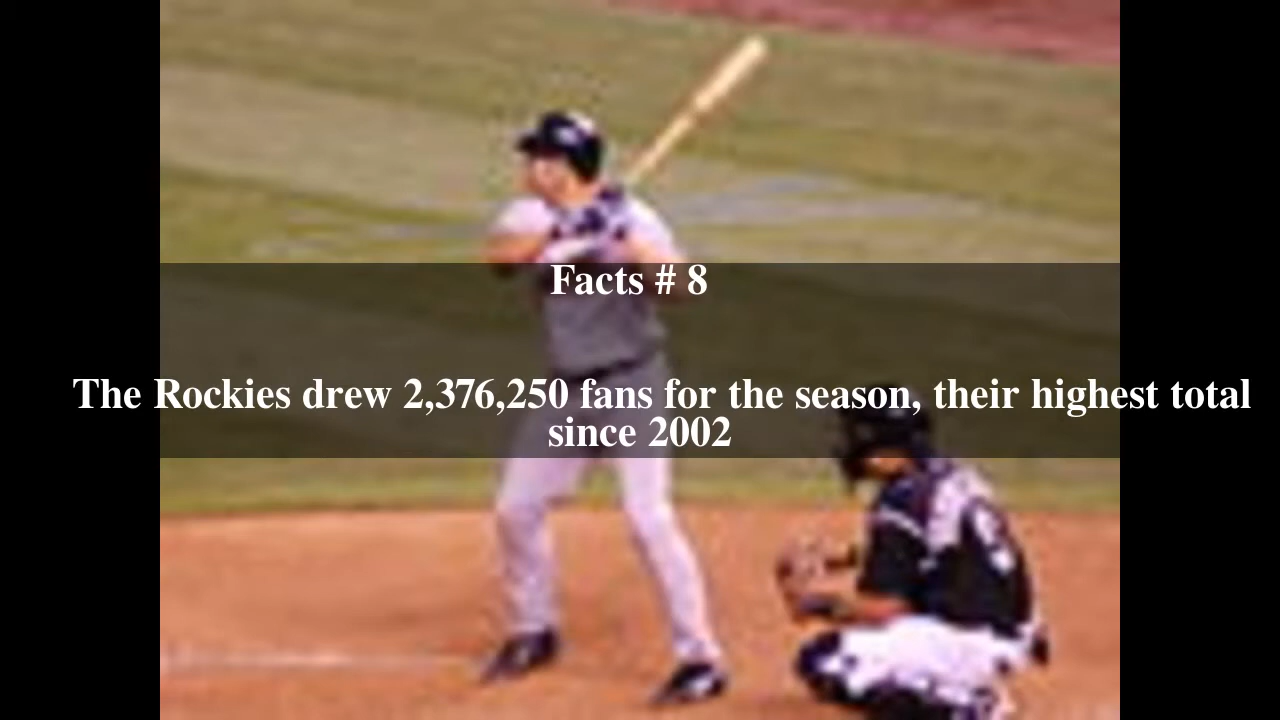 Facts # 8
The Rockies drew 2,376,250 fans for the season, their highest total
since 2002